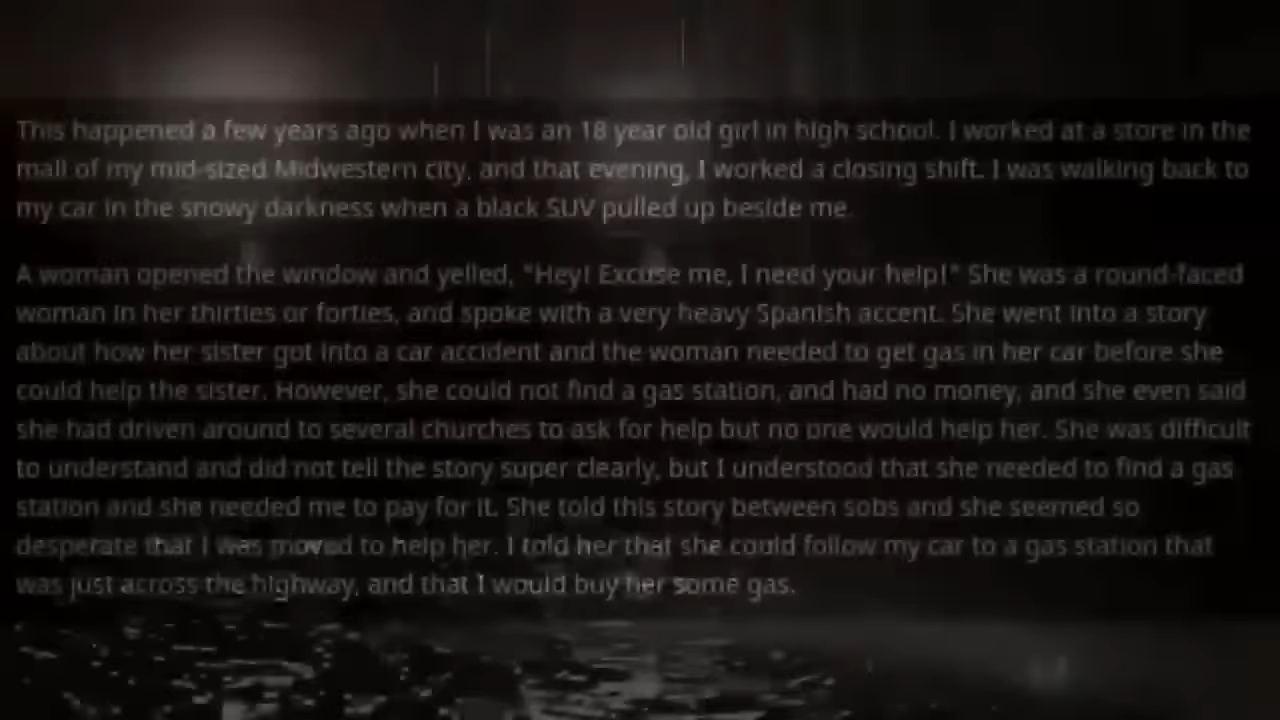 This happened a few years ago when I was an 18 year old girl in high school. I worked at a store in the
mall of my mid-sized Midwestern city, and that evening, I worked a closing shift. I was walking back to
my car in the snowy darkness when a black SUV pulled up beside me.
A woman opened the window and yelled, "Hey! Excuse me, I need your help!" She was a round-faced
woman in her thirties or forties, and spoke with a very heavy Spanish accent. She went into a story
about how her sister got into a car accident and the woman needed to get gas in her car before she
could help the sister. However, she could not find a gas station, and had no money, and she even said
she had driven around to several churches to ask for help but no one would help her. She was difficult
to understand and did not tell the story super clearly, but I understood that she needed to find a gas
station and she needed me to pay for it. She told this story between sobs and she seemed so
desperate that I was moved to help her. I told her that she could follow my car to a gas station that
was just across the highway, and that I would buy her some gas.